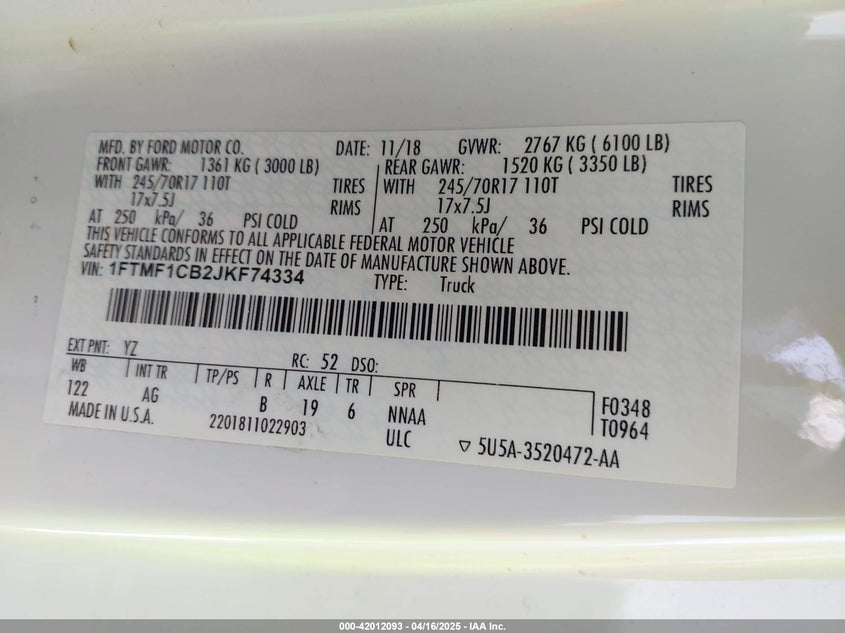 MFD. BY FORD MOTOR CO. DATE: 11/18 GVWR: 2767 KG ( 6100 LB)
FRONT GAWR: 1361 KG ( 3000 LB) REAR GAWR: 1520 KG ( 3350 LB)
WITH 245/70R17 110T TIRES WITH 245/70R17 110T TIRES
17x7.5J RIMS 17x7.5J RIMS
AT 250 kPa/ 36 PSI COLD AT 250 kPa/ 36 PSI COLD
THIS VEHICLE CONFORMS TO ALL APPLICABLE FEDERAL MOTOR VEHICLE
SAFETY STANDARDS IN EFFECT ON THE DATE OF MANUFACTURE SHOWN ABOVE.
VIN: 1FTMF1CB2JKF74334 TYPE: Truck
EXT PNT: YZ RC: 52 DSO:
WB INT TR TP/PS R AXLE TR SPR
122 AG B 19 6 NNAA F0348
MADE IN U.S.A. 2201811022903 ULC T0964
▽ 5U5A-3520472-AA
000-42012093 - 04/16/2025 - IAA Inc.